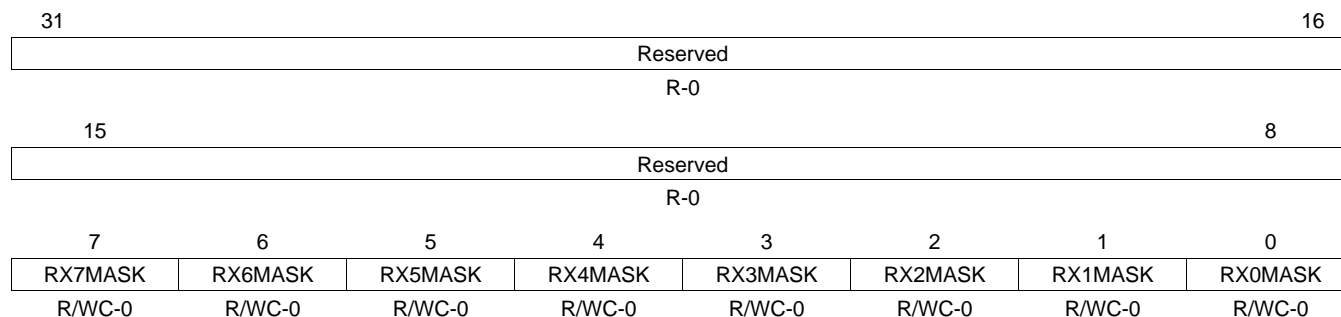 31 16
Reserved
R-0
15 8
Reserved
R-0
7 6 5 4 3 2 1 0
RX7MASK RX6MASK RX5MASK RX4MASK RX3MASK RX2MASK RX1MASK RX0MASK
R/WC-0 R/WC-0 R/WC-0 R/WC-0 R/WC-0 R/WC-0 R/WC-0 R/WC-0